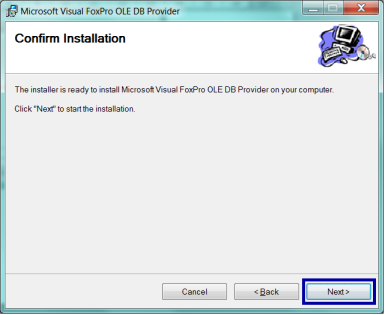 Microsoft Visual FoxPro OLE DB Provider
Confirm Installation
The installer is ready to install Microsoft Visual FoxPro OLE DB Provider on your computer.
Click "Next" to start the installation.
Cancel
< Back
Next >